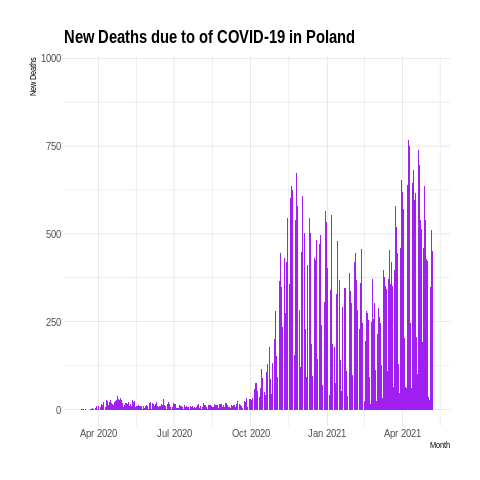 New Deaths due to of COVID-19 in Poland
New Deaths
1000
750
500
250
0
Apr 2020
Jul 2020
Oct 2020
Jan 2021
Apr 2021
Month